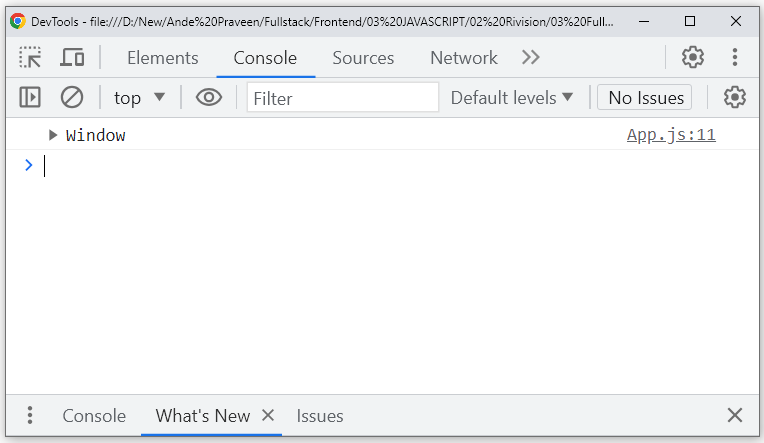 DevTools - file:///D:/New/Ande%20Praveen/Fullstack/Frontend/03%20JAVASCRIPT/02%20Rivision/03%20Full...
Elements Console Sources Network
top Filter Default levels No Issues
Window App.js:11
Console What's New Issues